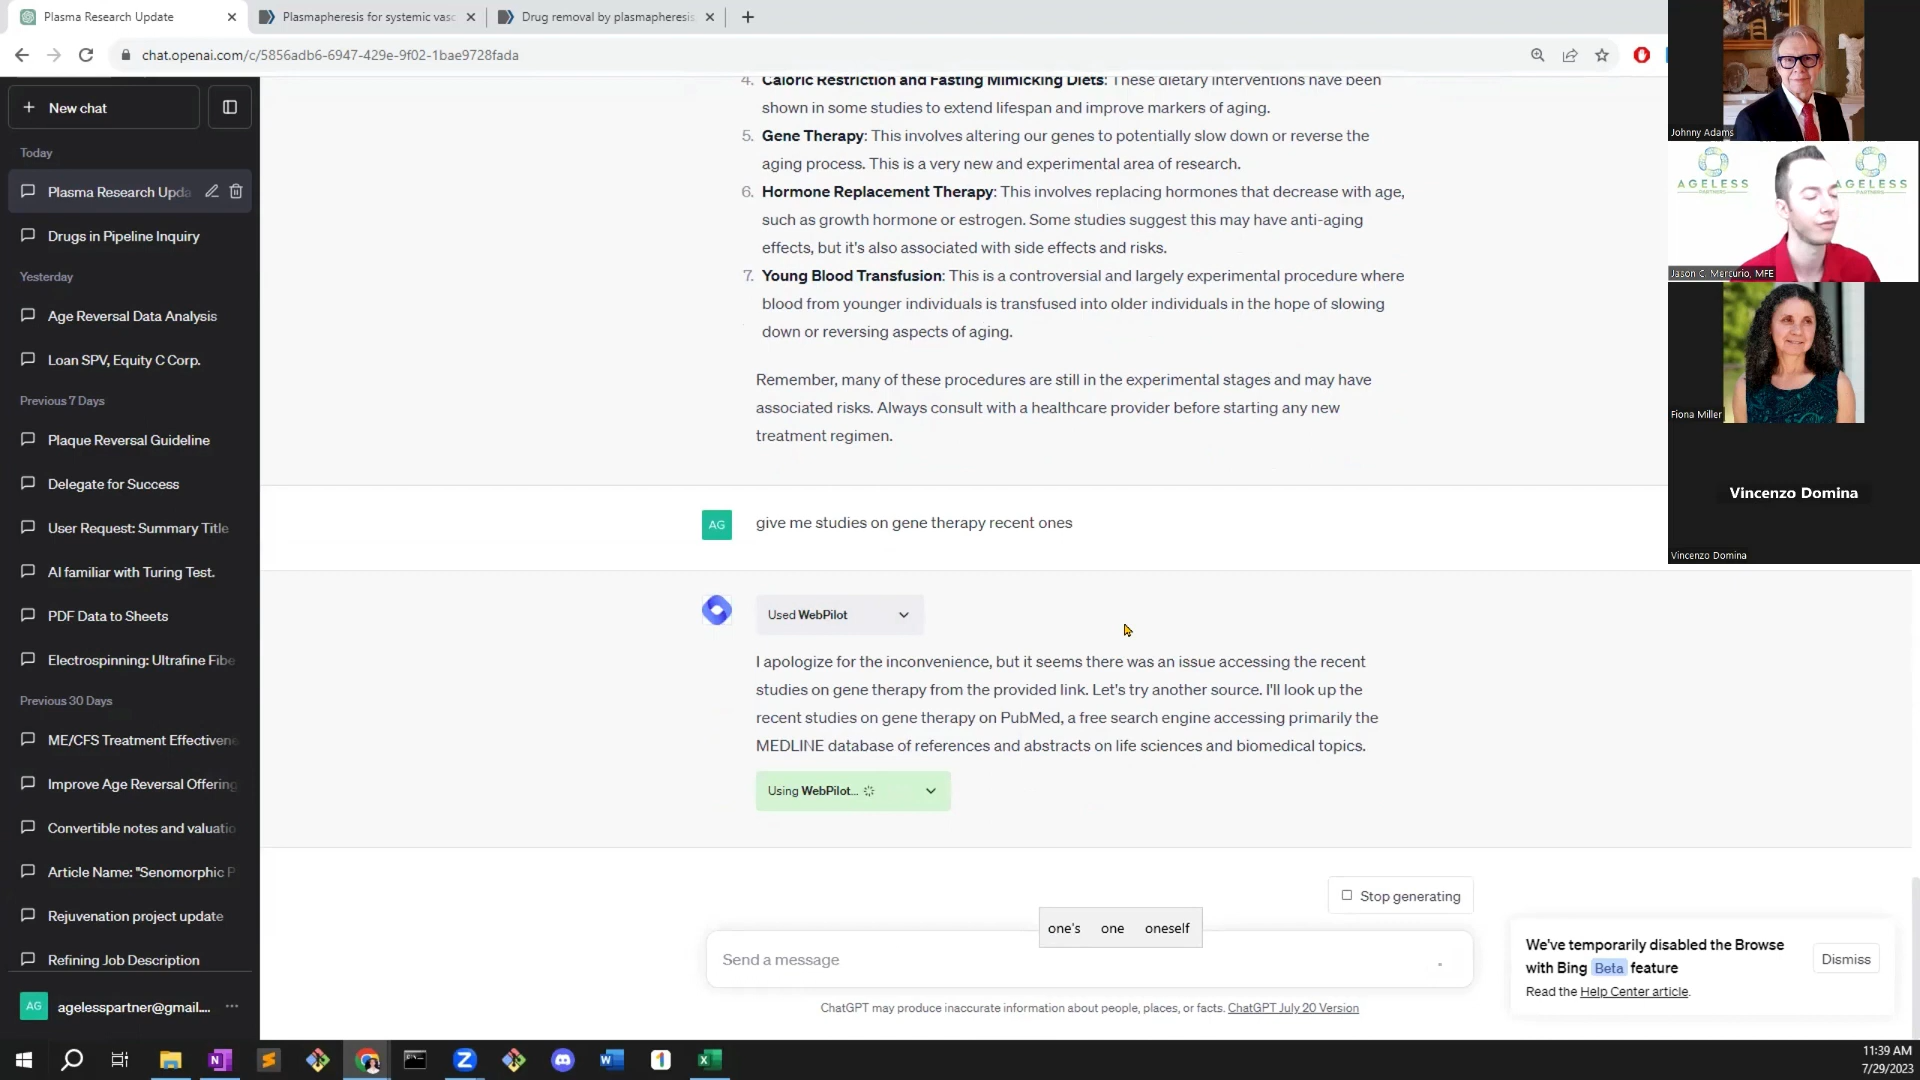 Plasma Research Update
Plasmapheresis for systemic vasc
Drug removal by plasmapheresis
chat.openai.com/c/5856adb6-6947-429e-9f02-1bae9728fada
New chat
Today
Plasma Research Upda
Drugs in Pipeline Inquiry
Yesterday
Age Reversal Data Analysis
Loan SPV, Equity C Corp.
Previous 7 Days
Plaque Reversal Guideline
Delegate for Success
User Request: Summary Title
AI familiar with Turing Test.
PDF Data to Sheets
Electrospinning: Ultrafine Fibe
Previous 30 Days
ME/CFS Treatment Effectivene
Improve Age Reversal Offering
Convertible notes and valuatio
Article Name: "Senomorphic P
Rejuvenation project update
Refining Job Description
AG
agelesspartner@gmail....
4. Caloric Restriction and Fasting Mimicking Diets: These dietary interventions have been
shown in some studies to extend lifespan and improve markers of aging.
5. Gene Therapy: This involves altering our genes to potentially slow down or reverse the
aging process. This is a very new and experimental area of research.
6. Hormone Replacement Therapy: This involves replacing hormones that decrease with age,
such as growth hormone or estrogen. Some studies suggest this may have anti-aging
effects, but it's also associated with side effects and risks.
7. Young Blood Transfusion: This is a controversial and largely experimental procedure where
blood from younger individuals is transfused into older individuals in the hope of slowing
down or reversing aspects of aging.
Remember, many of these procedures are still in the experimental stages and may have
associated risks. Always consult with a healthcare provider before starting any new
treatment regimen.
AG
give me studies on gene therapy recent ones
Used WebPilot
I apologize for the inconvenience, but it seems there was an issue accessing the recent
studies on gene therapy from the provided link. Let's try another source. I'll look up the
recent studies on gene therapy on PubMed, a free search engine accessing primarily the
MEDLINE database of references and abstracts on life sciences and biomedical topics.
Using WebPilot...
Stop generating
one's one oneself
Send a message
ChatGPT may produce inaccurate information about people, places, or facts. ChatGPT July 20 Version
We've temporarily disabled the Browse
with Bing Beta feature
Read the Help Center article.
Dismiss
Johnny Adams
AGELESS
PARTNERS
AGELESS
PARTNERS
Jason C. Mercurio, MFE
Fiona Miller
Vincenzo Domina
Vincenzo Domina
11:39 AM
7/29/2023